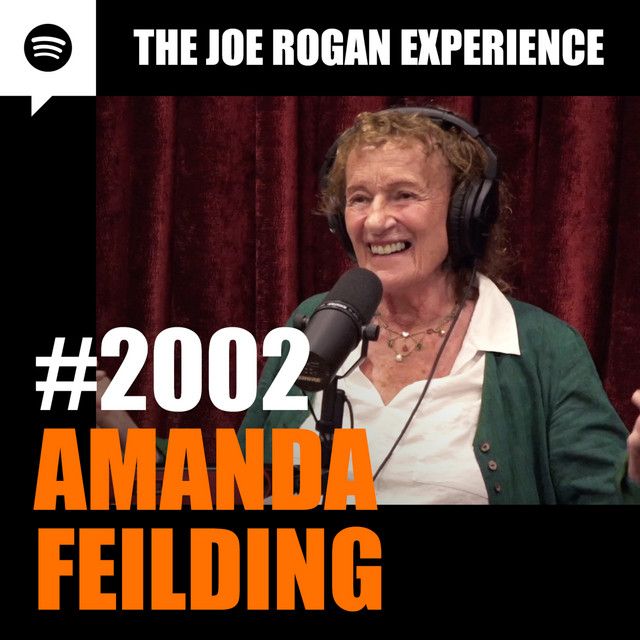 THE JOE ROGAN EXPERIENCE
#2002
AMANDA
FEILDING